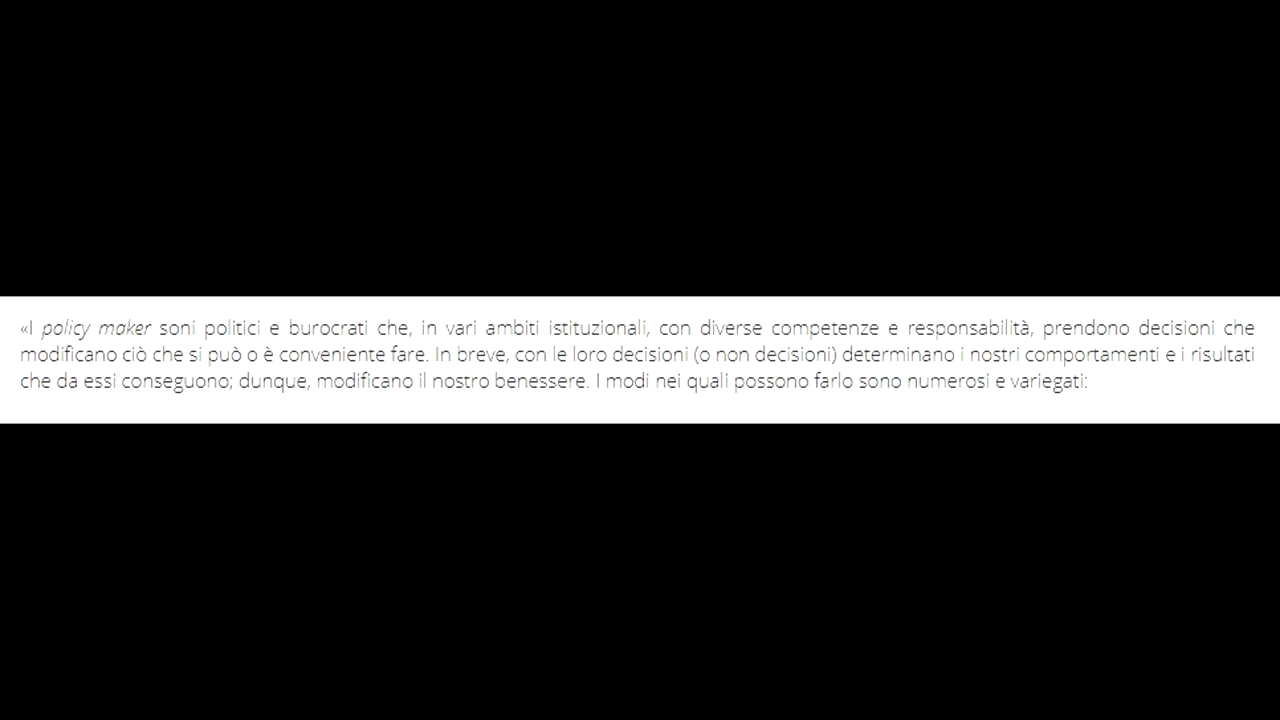 «I policy maker soni politici e burocrati che, in vari ambiti istituzionali, con diverse competenze e responsabilità, prendono decisioni che
modificano ciò che si può o è conveniente fare. In breve, con le loro decisioni (o non decisioni) determinano i nostri comportamenti e i risultati
che da essi conseguono; dunque, modificano il nostro benessere. I modi nei quali possono farlo sono numerosi e variegati: